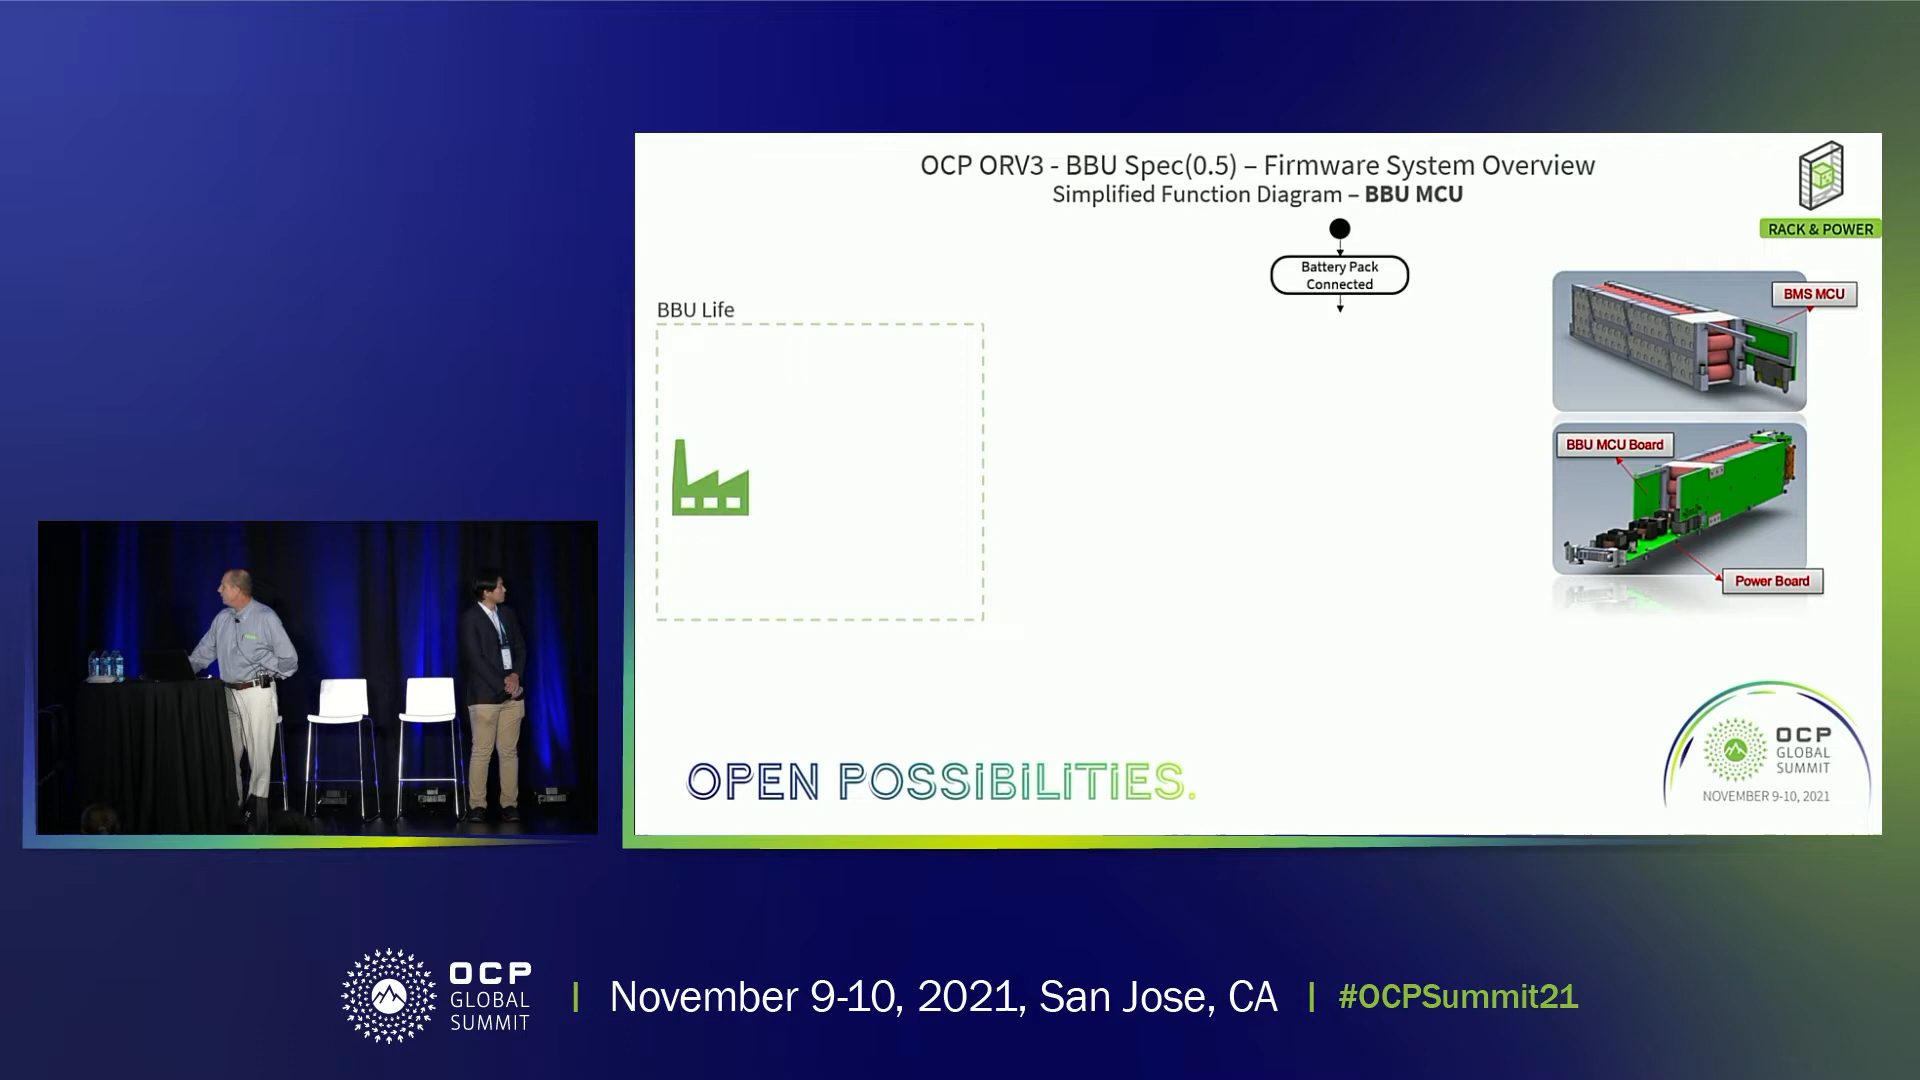 OCP ORV3 - BBU Spec(0.5) – Firmware System Overview
Simplified Function Diagram – BBU MCU
RACK & POWER
Battery Pack
Connected
BBU Life
BMS MCU
BBU MCU Board
Power Board
OPEN POSSIBILITIES.
OCP
GLOBAL
SUMMIT
NOVEMBER 9-10, 2021
OCP
GLOBAL
SUMMIT
November 9-10, 2021, San Jose, CA
#OCPSummit21